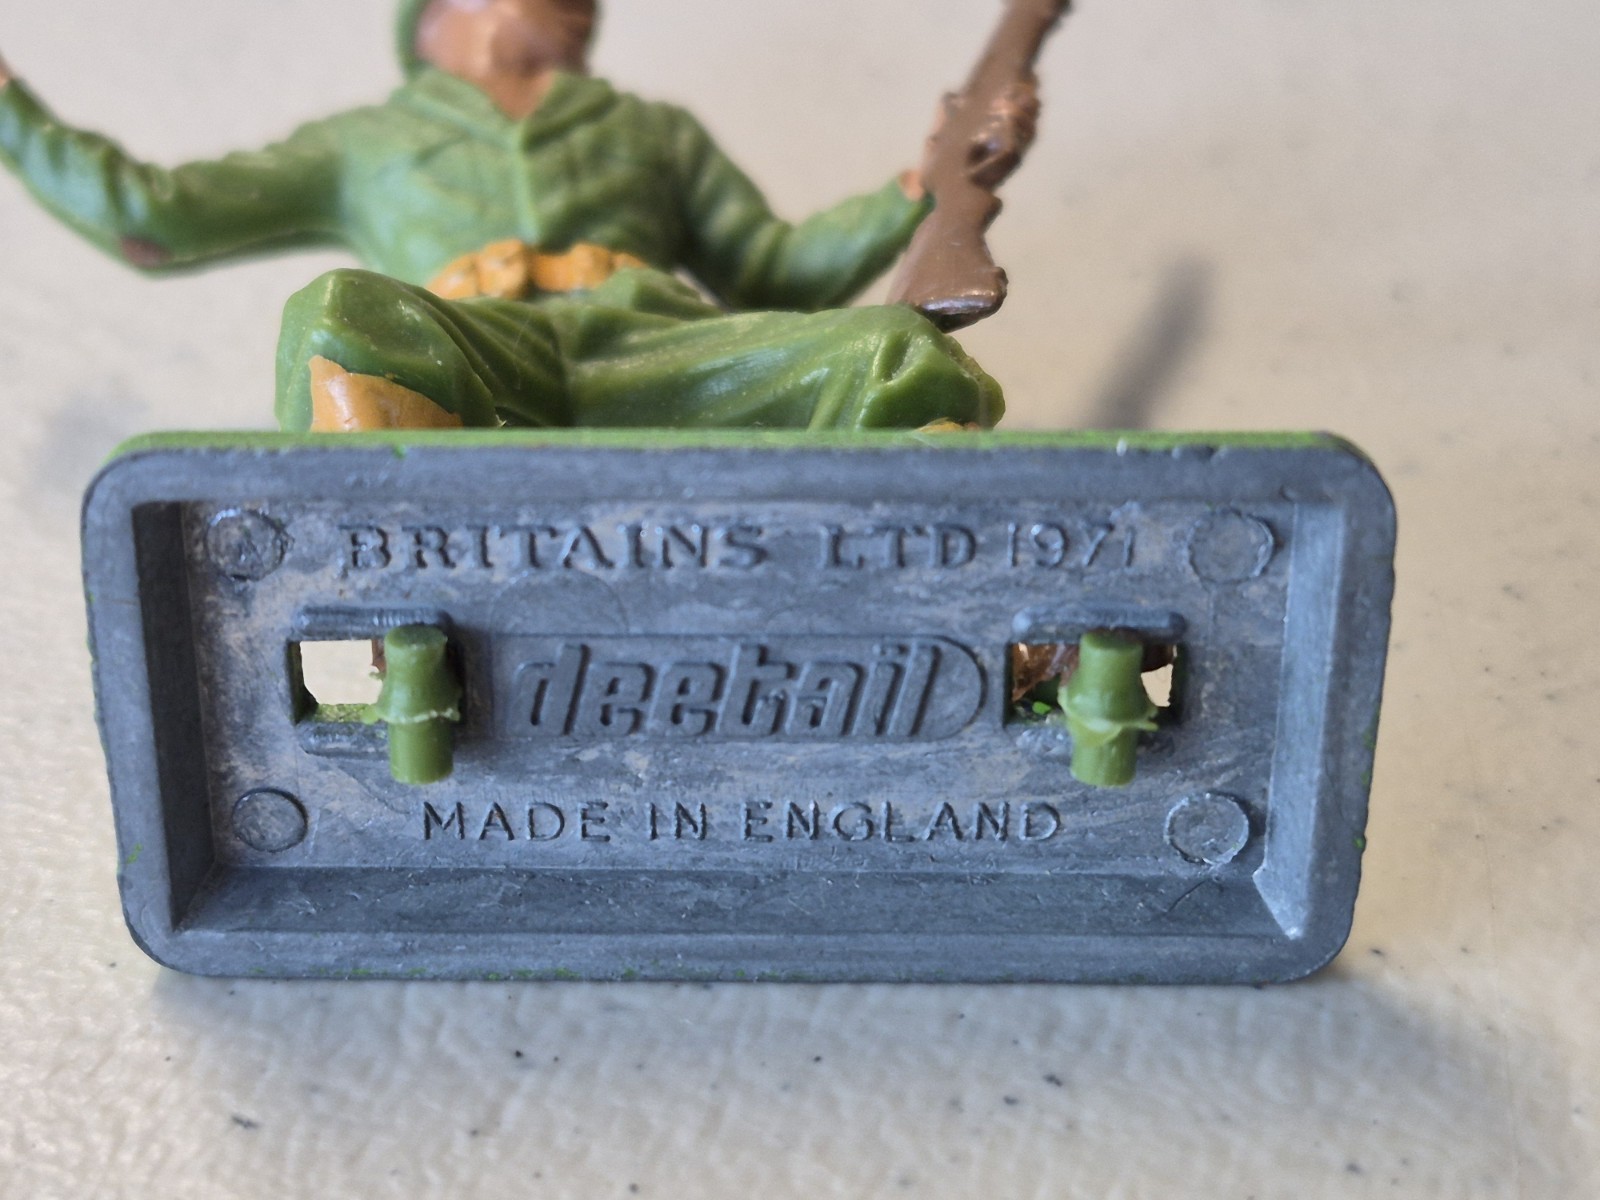 BRITAINS LTD 1971
deetail
MADE IN ENGLAND